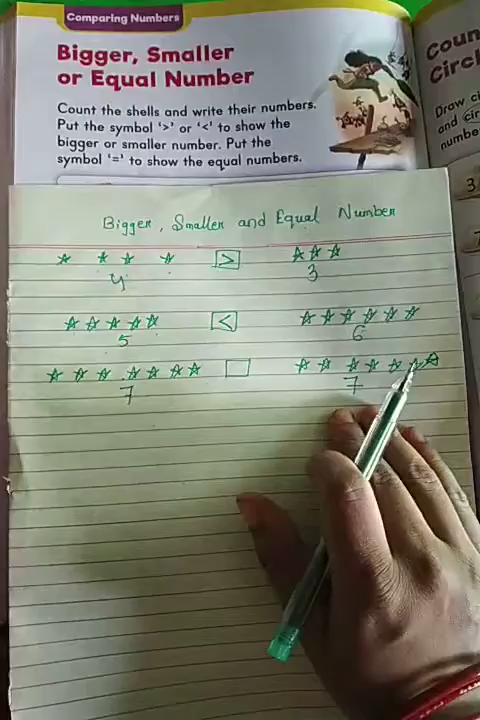 Comparing Numbers
Bigger, Smaller
or Equal Number
Count the shells and write their numbers.
Put the symbol '>' or '<' to show the
bigger or smaller number. Put the
symbol '=' to show the equal numbers.
Circl
Draw ci
and cir
numbe
3
Bigger, Smaller and Equal Number
> 
4 3
<
5 6
7 7